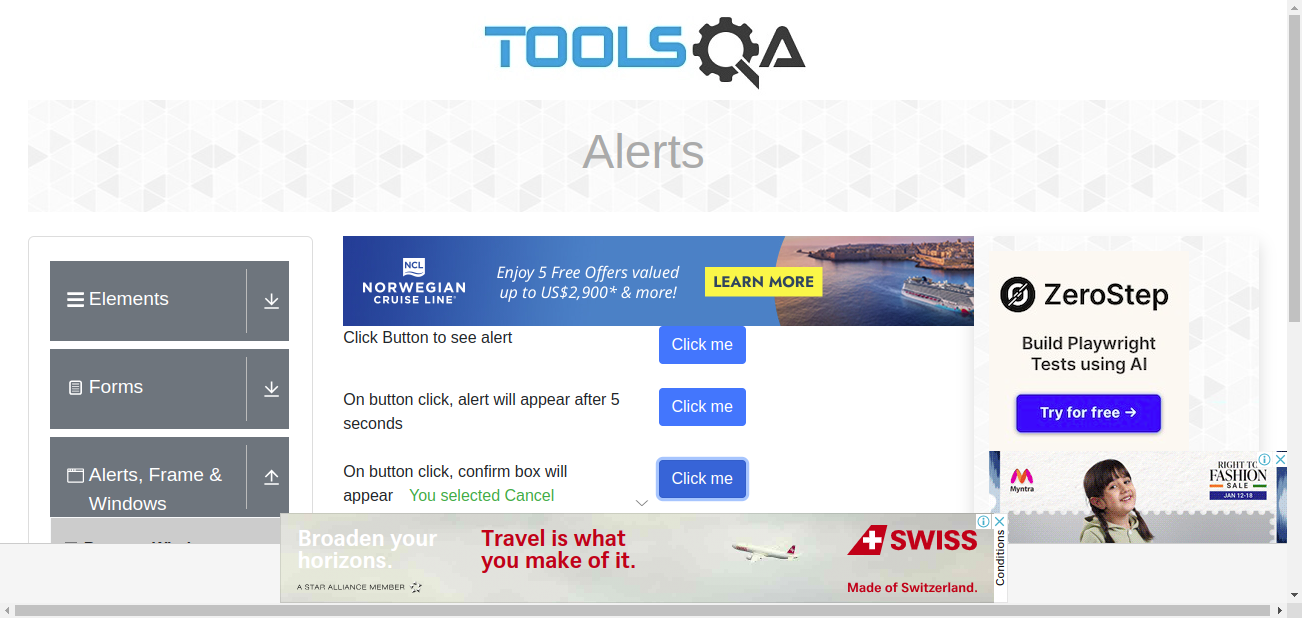 TOOLSQA
Alerts
Elements
Forms
Alerts, Frame &
Windows
NCL
NORWEGIAN
CRUISE LINE
Enjoy 5 Free Offers valued
up to US$2,900* & more!
LEARN MORE
Click Button to see alert
Click me
On button click, alert will appear after 5
seconds
Click me
On button click, confirm box will
appear You selected Cancel
Click me
ZeroStep
Build Playwright
Tests using AI
Try for free →
Myntra
RIGHT TO
FASHION
SALE
JAN 12-18
Broaden your
horizons.
A STAR ALLIANCE MEMBER
Travel is what
you make of it.
SWISS
Made of Switzerland.
Conditions